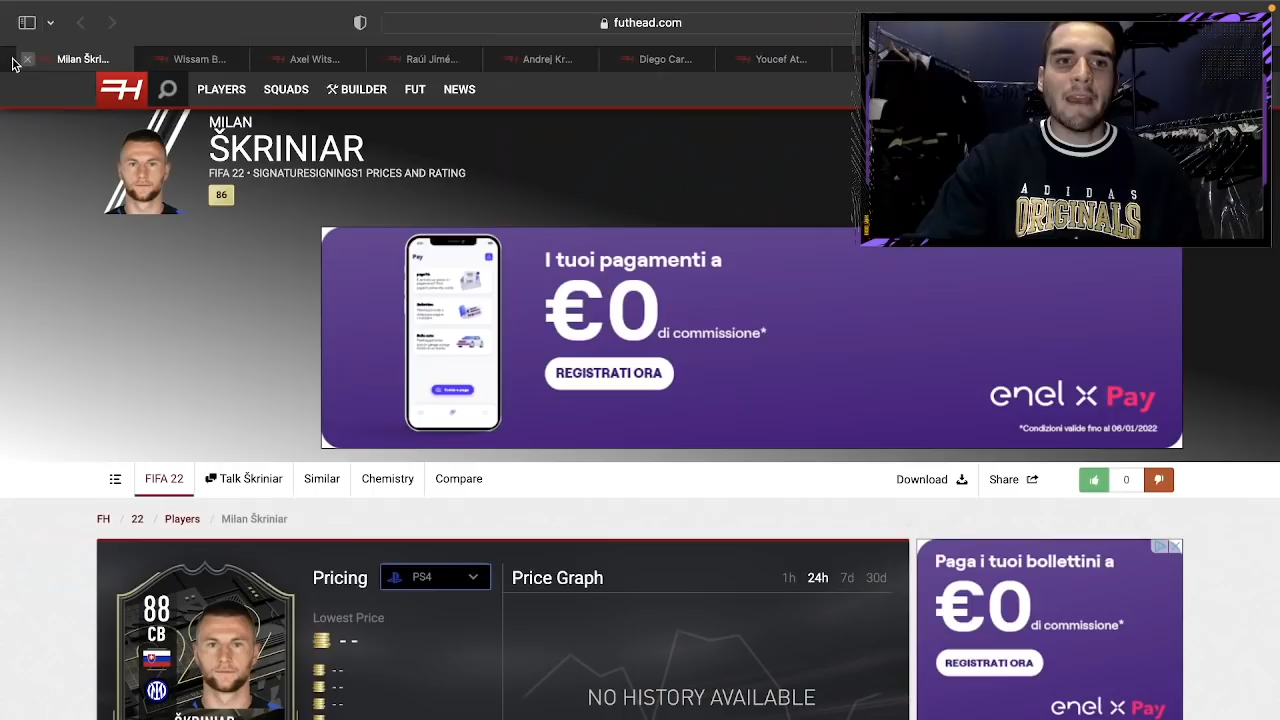 futhead.com
Milan Škri...
Wissam B...
Axel Wits...
Raúl Jimé...
Andrej Kr...
Diego Car...
Youcef At...
FH
PLAYERS
SQUADS
BUILDER
FUT
NEWS
MILAN
ŠKRINIAR
FIFA 22 • SIGNATURESIGNINGS1 PRICES AND RATING
86
ADIDAS
ORIGINALS
Pay
I tuoi pagamenti a
€0 di commissione*
REGISTRATI ORA
enel x Pay
*Condizioni valide fino al 06/01/2022
FIFA 22
Talk Škriniar
Similar
Chemistry
Compare
Download
Share
0
FH / 22 / Players / Milan Škriniar
88
CB
ŠKRINIAR
Pricing
PS4
Lowest Price
- -
--
--
--
Price Graph
1h
24h
7d
30d
NO HISTORY AVAILABLE
Paga i tuoi bollettini a
€0 di commissione*
REGISTRATI ORA
enel x Pay